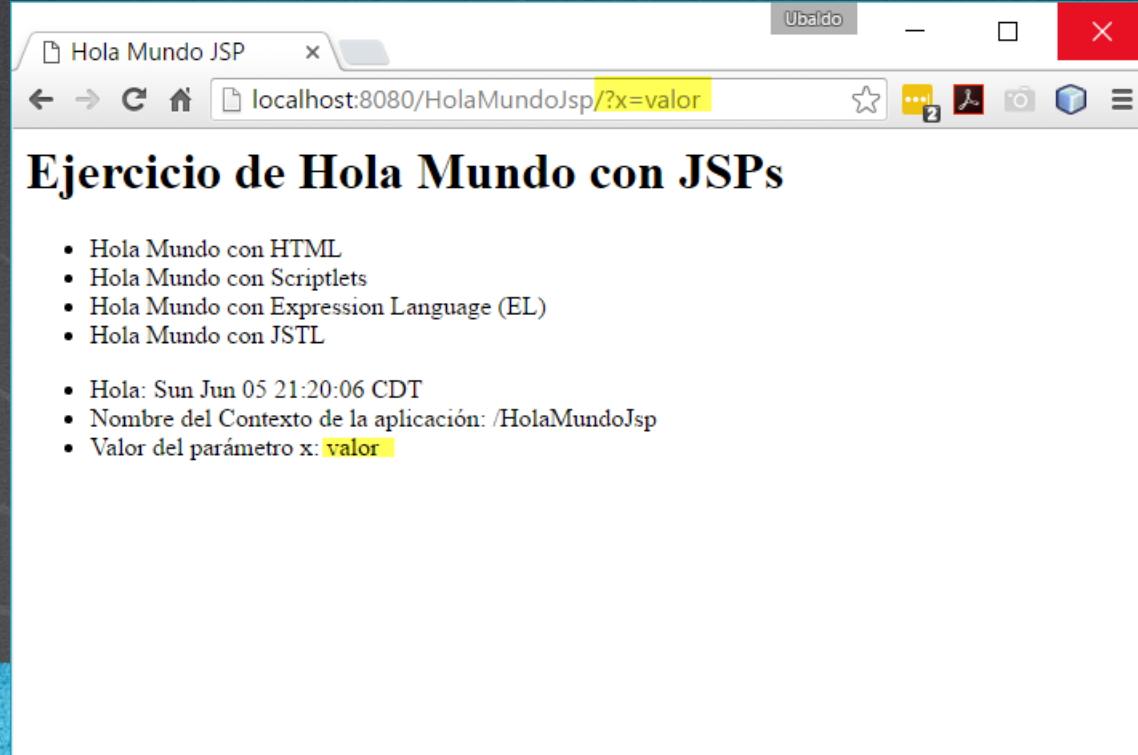 Ubaldo
Hola Mundo JSP
localhost:8080/HolaMundoJsp/?x=valor
2
Ejercicio de Hola Mundo con JSPs
Hola Mundo con HTML
Hola Mundo con Scriptlets
Hola Mundo con Expression Language (EL)
Hola Mundo con JSTL
Hola: Sun Jun 05 21:20:06 CDT
Nombre del Contexto de la aplicación: /HolaMundoJsp
Valor del parámetro x: valor